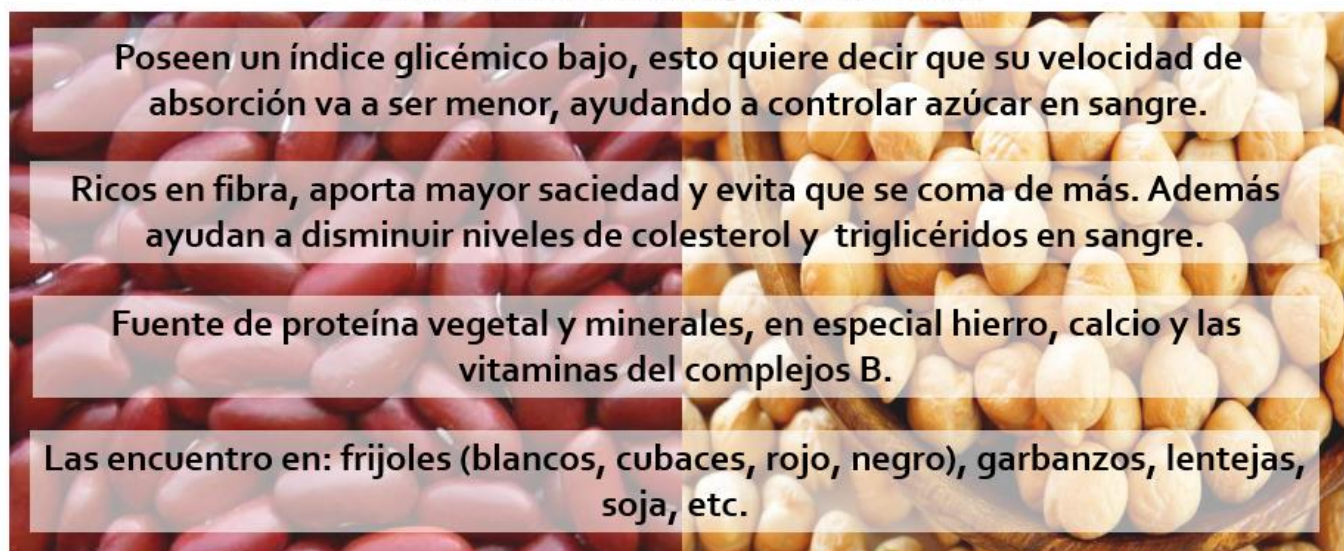 Poseen un índice glicémico bajo, esto quiere decir que su velocidad de
absorción va a ser menor, ayudando a controlar azúcar en sangre.
Ricos en fibra, aporta mayor saciedad y evita que se coma de más. Además
ayudan a disminuir niveles de colesterol y triglicéridos en sangre.
Fuente de proteína vegetal y minerales, en especial hierro, calcio y las
vitaminas del complejos B.
Las encuentro en: frijoles (blancos, cubaces, rojo, negro), garbanzos, lentejas,
soja, etc.